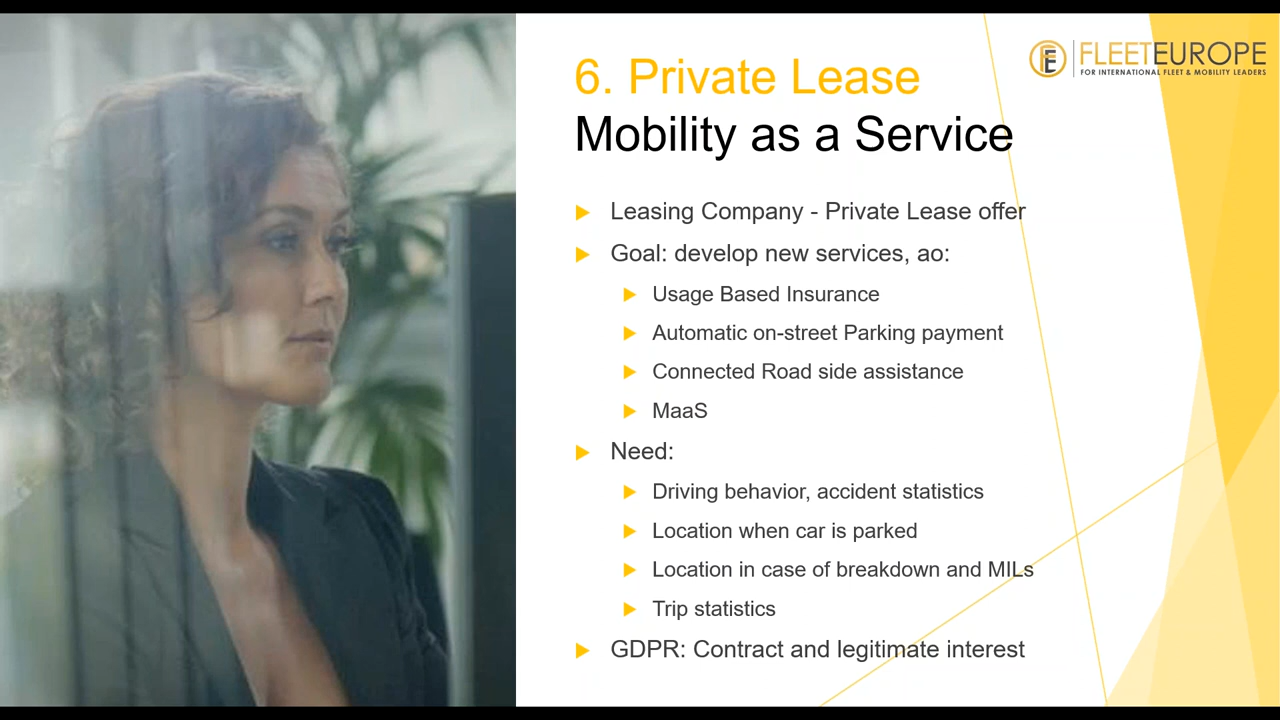 FLEETEUROPE
FOR INTERNATIONAL FLEET & MOBILITY LEADERS
6. Private Lease
Mobility as a Service
Leasing Company - Private Lease offer
Goal: develop new services, ao:
Usage Based Insurance
Automatic on-street Parking payment
Connected Road side assistance
MaaS
Need:
Driving behavior, accident statistics
Location when car is parked
Location in case of breakdown and MILs
Trip statistics
GDPR: Contract and legitimate interest